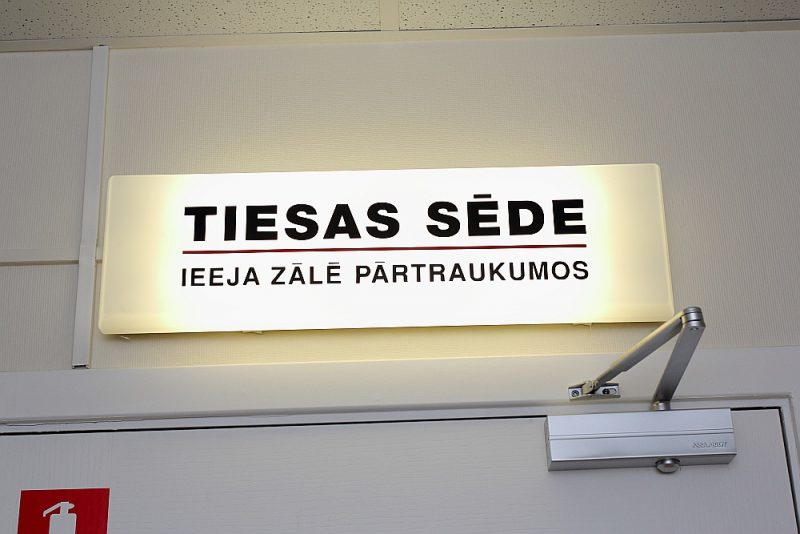 TIESAS SĒDE
IEEJA ZĀLĒ PĀRTRAUKUMOS